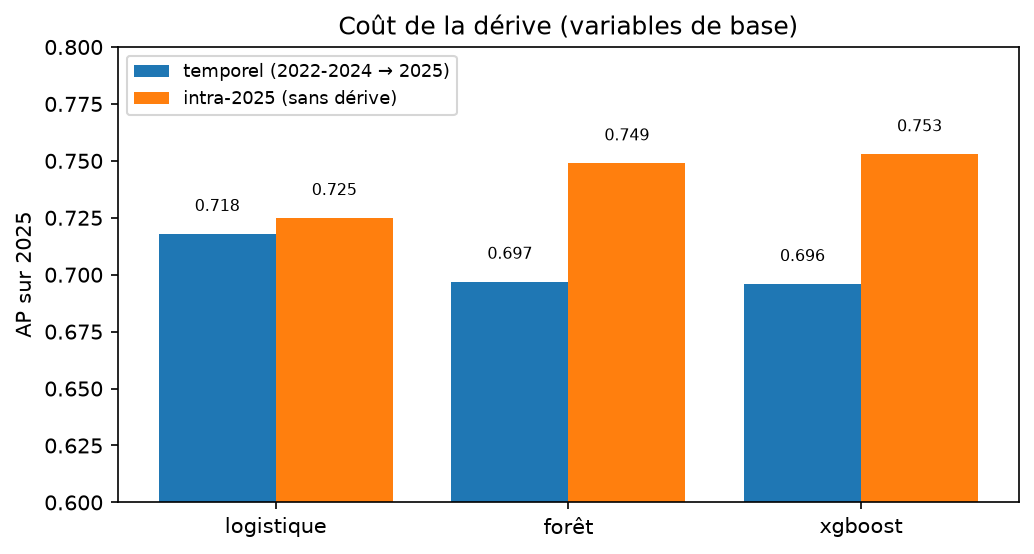 Coût de la dérive (variables de base)
temporel (2022-2024 → 2025)
intra-2025 (sans dérive)
AP sur 2025
0.800
0.775
0.750
0.725
0.700
0.675
0.650
0.625
0.600
0.718
0.725
0.697
0.749
0.696
0.753
logistique
forêt
xgboost